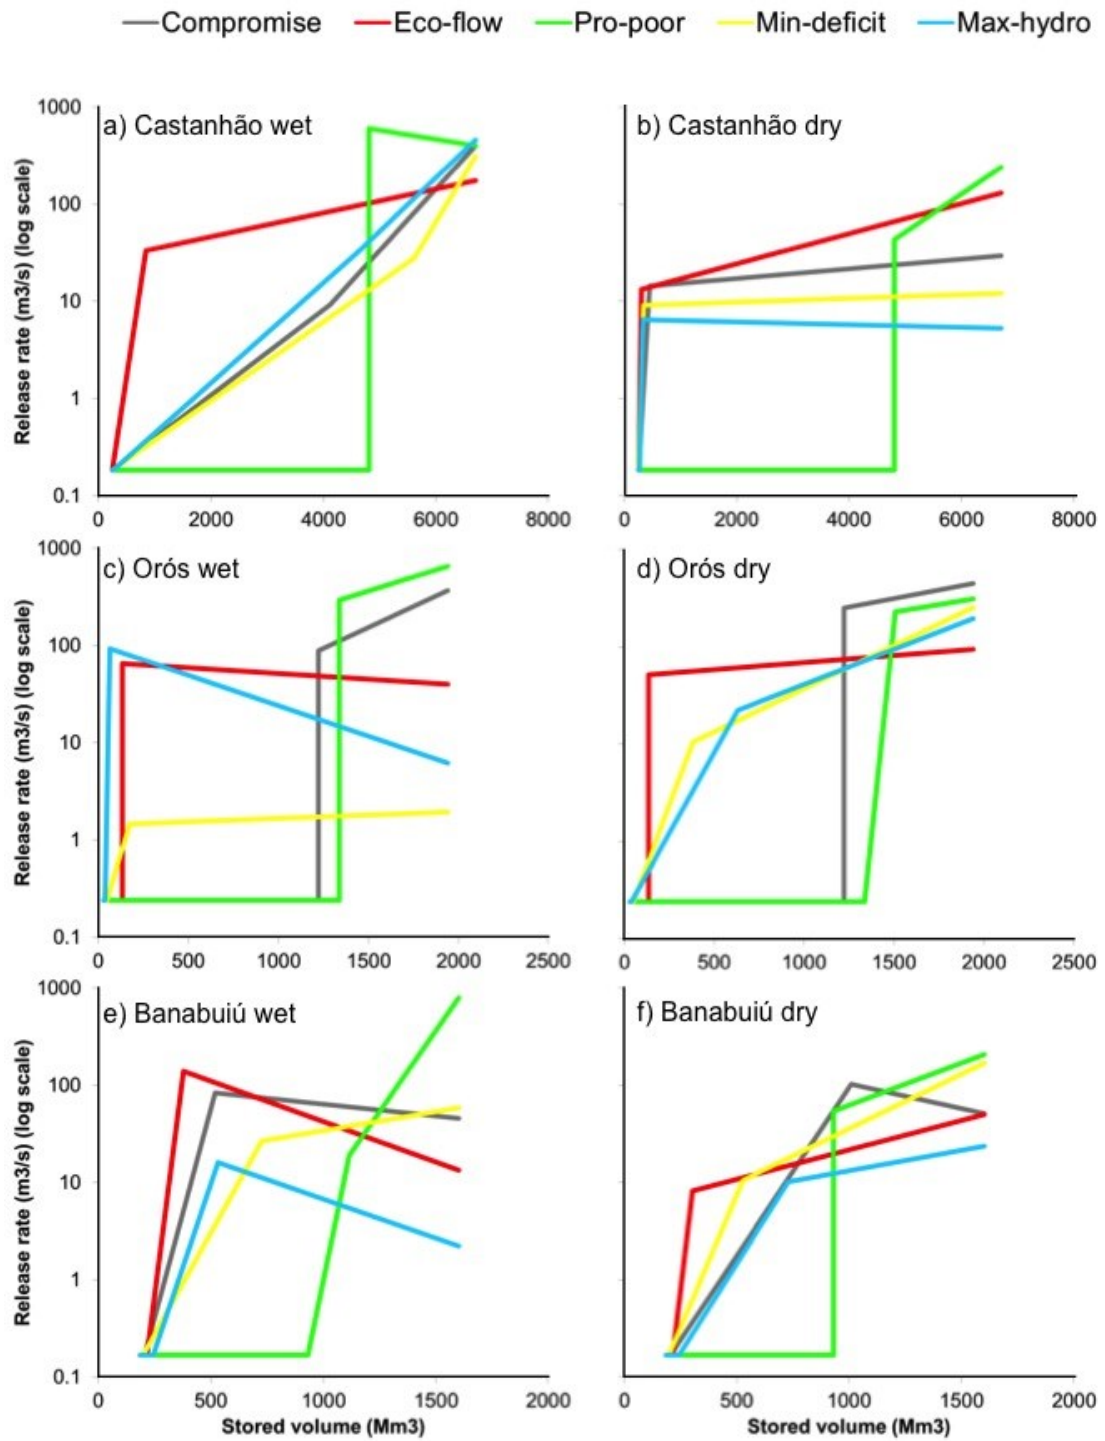 Compromise Eco-flow Pro-poor Min-deficit Max-hydro
a) Castanhão wet
b) Castanhão dry
Release rate (m3/s) (log scale)
1000
100
10
1
0.1
0 2000 4000 6000 8000
0 2000 4000 6000 8000
c) Orós wet
d) Orós dry
Release rate (m3/s) (log scale)
1000
100
10
1
0.1
0 500 1000 1500 2000 2500
0 500 1000 1500 2000 2500
e) Banabuiú wet
f) Banabuiú dry
Release rate (m3/s) (log scale)
1000
100
10
1
0.1
0 500 1000 1500 2000
0 500 1000 1500 2000
Stored volume (Mm3)
Stored volume (Mm3)